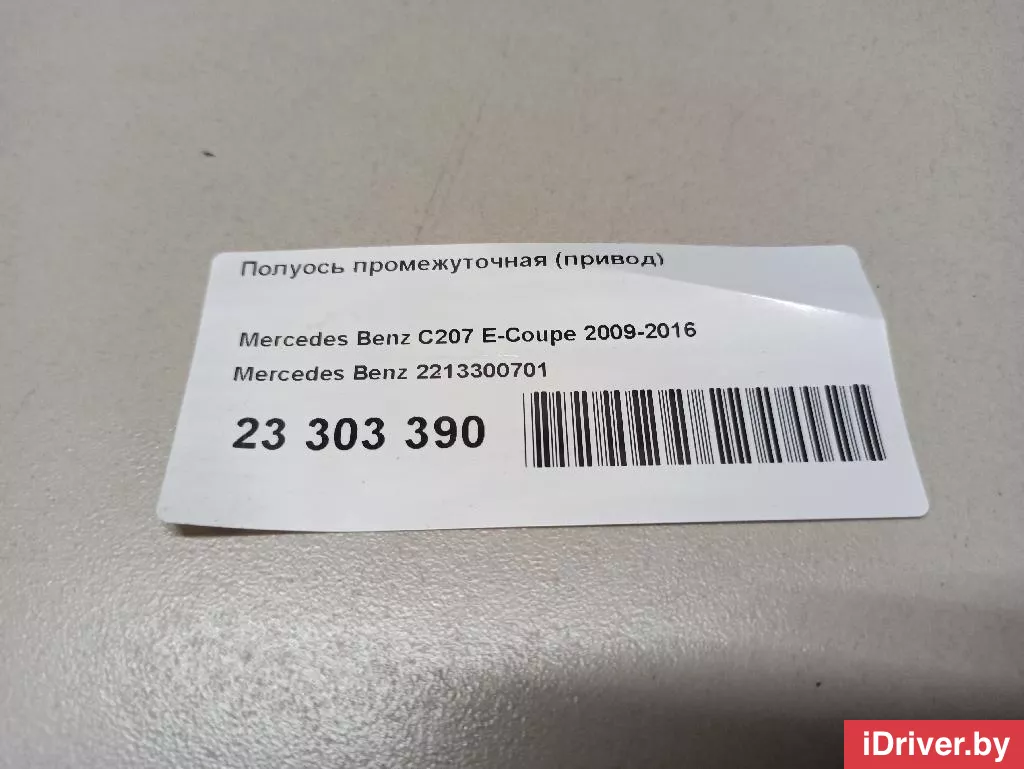 Полуось промежуточная (привод)
Mercedes Benz C207 E-Coupe 2009-2016
Mercedes Benz 2213300701
23 303 390
iDriver.by